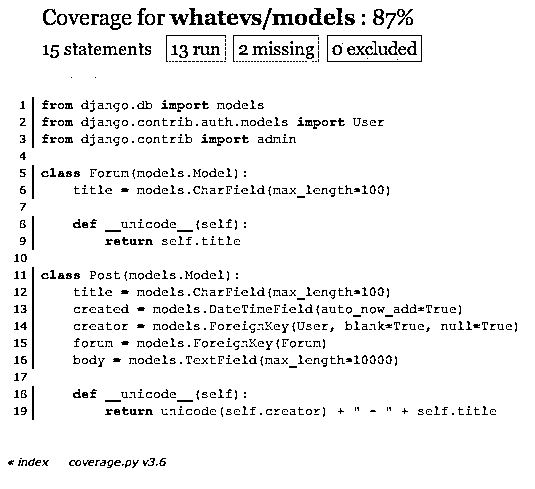 Coverage for whatevs/models : 87%
15 statements 13 run 2 missing 0 excluded
1 from django.db import models
2 from django.contrib.auth.models import User
3 from django.contrib import admin
4
5 class Forum(models.Model):
6     title = models.CharField(max_length=100)
7
8     def __unicode__(self):
9         return self.title
10
11 class Post(models.Model):
12     title = models.CharField(max_length=100)
13     created = models.DateTimeField(auto_now_add=True)
14     creator = models.ForeignKey(User, blank=True, null=True)
15     forum = models.ForeignKey(Forum)
16     body = models.TextField(max_length=10000)
17
18     def __unicode__(self):
19         return unicode(self.creator) + " - " + self.title
« index coverage.py v3.6